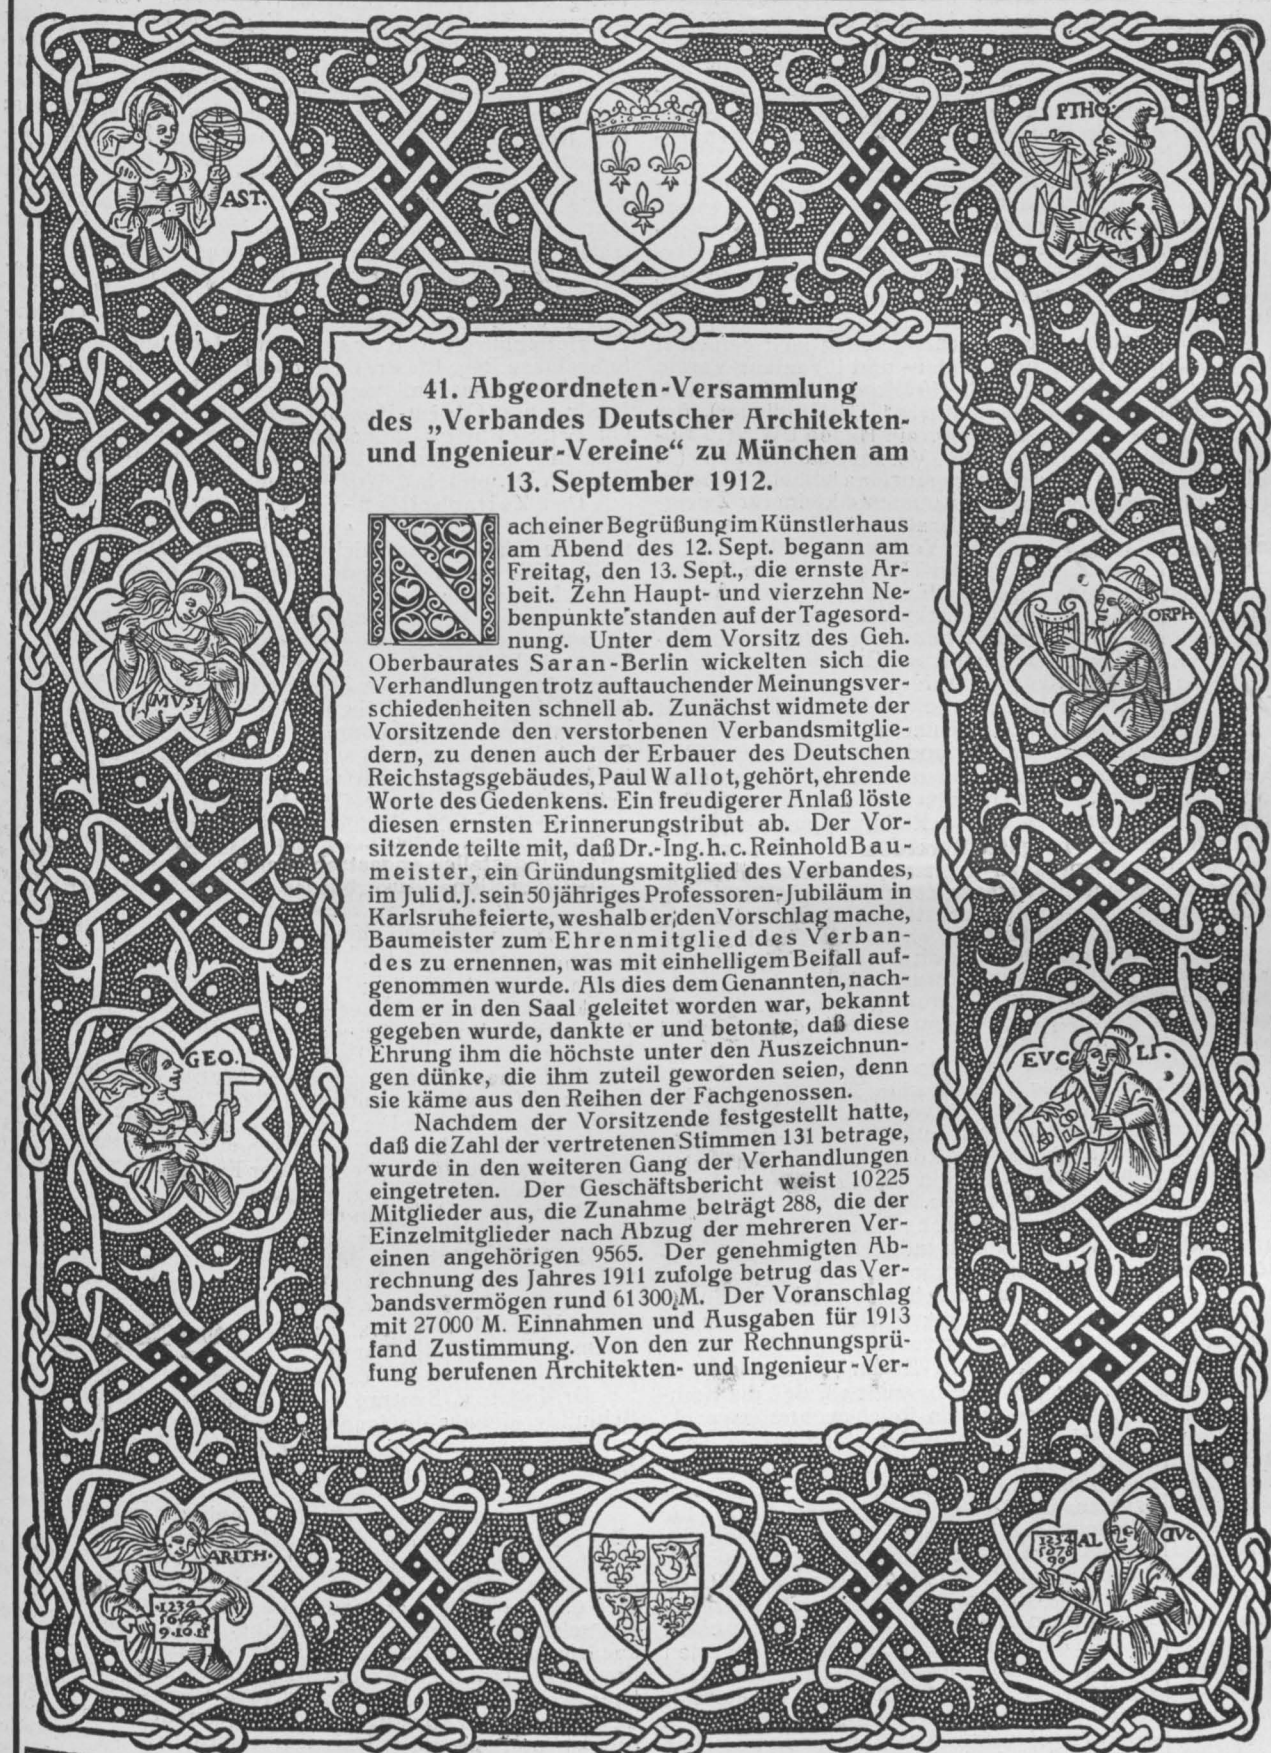 AST.
PTHO:
41. Abgeordneten-Versammlung
des „Verbandes Deutscher Architekten-
und Ingenieur-Vereine“ zu München am
13. September 1912.
Nach einer Begrüßung im Künstlerhaus
am Abend des 12. Sept. begann am
Freitag, den 13. Sept., die ernste Ar-
beit. Zehn Haupt- und vierzehn Ne-
benpunkte standen auf der Tagesord-
nung. Unter dem Vorsitz des Geh.
Oberbaurates Saran-Berlin wickelten sich die
Verhandlungen trotz auftauchender Meinungsver-
schiedenheiten schnell ab. Zunächst widmete der
Vorsitzende den verstorbenen Verbandsmitglie-
dern, zu denen auch der Erbauer des Deutschen
Reichstagsgebäudes, Paul Wallot, gehört, ehrende
Worte des Gedenkens. Ein freudigerer Anlaß löste
diesen ernsten Erinnerungstribut ab. Der Vor-
sitzende teilte mit, daß Dr.-Ing. h. c. Reinhold Bau-
meister, ein Gründungsmitglied des Verbandes,
im Juli d. J. sein 50 jähriges Professoren-Jubiläum in
Karlsruhe feierte, weshalb er den Vorschlag mache,
Baumeister zum Ehrenmitglied des Verban-
des zu ernennen, was mit einhelligem Beifall auf-
genommen wurde. Als dies dem Genannten, nach-
dem er in den Saal geleitet worden war, bekannt
gegeben wurde, dankte er und betonte, daß diese
Ehrung ihm die höchste unter den Auszeichnun-
gen dünke, die ihm zuteil geworden seien, denn
sie käme aus den Reihen der Fachgenossen.
Nachdem der Vorsitzende festgestellt hatte,
daß die Zahl der vertretenen Stimmen 131 betrage,
wurde in den weiteren Gang der Verhandlungen
eingetreten. Der Geschäftsbericht weist 10225
Mitglieder aus, die Zunahme beträgt 288, die der
Einzelmitglieder nach Abzug der mehreren Ver-
einen angehörigen 9565. Der genehmigten Ab-
rechnung des Jahres 1911 zufolge betrug das Ver-
bandsvermögen rund 61 300 M. Der Voranschlag
mit 27000 M. Einnahmen und Ausgaben für 1913
fand Zustimmung. Von den zur Rechnungsprü-
fung berufenen Architekten- und Ingenieur-Ver-
MVSI
ORPH
GEO.
EVCLI.
ARITH.
1234
9.10.11
AL
1234
5678
90